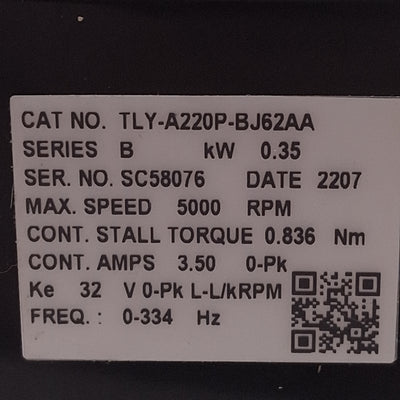 CAT NO. TLY-A220P-BJ62AA
SERIES B kW 0.35
SER. NO. SC58076 DATE 2207
MAX. SPEED 5000 RPM
CONT. STALL TORQUE 0.836 Nm
CONT. AMPS 3.50 0-Pk
Ke 32 V 0-Pk L-L/kRPM
FREQ. : 0-334 Hz